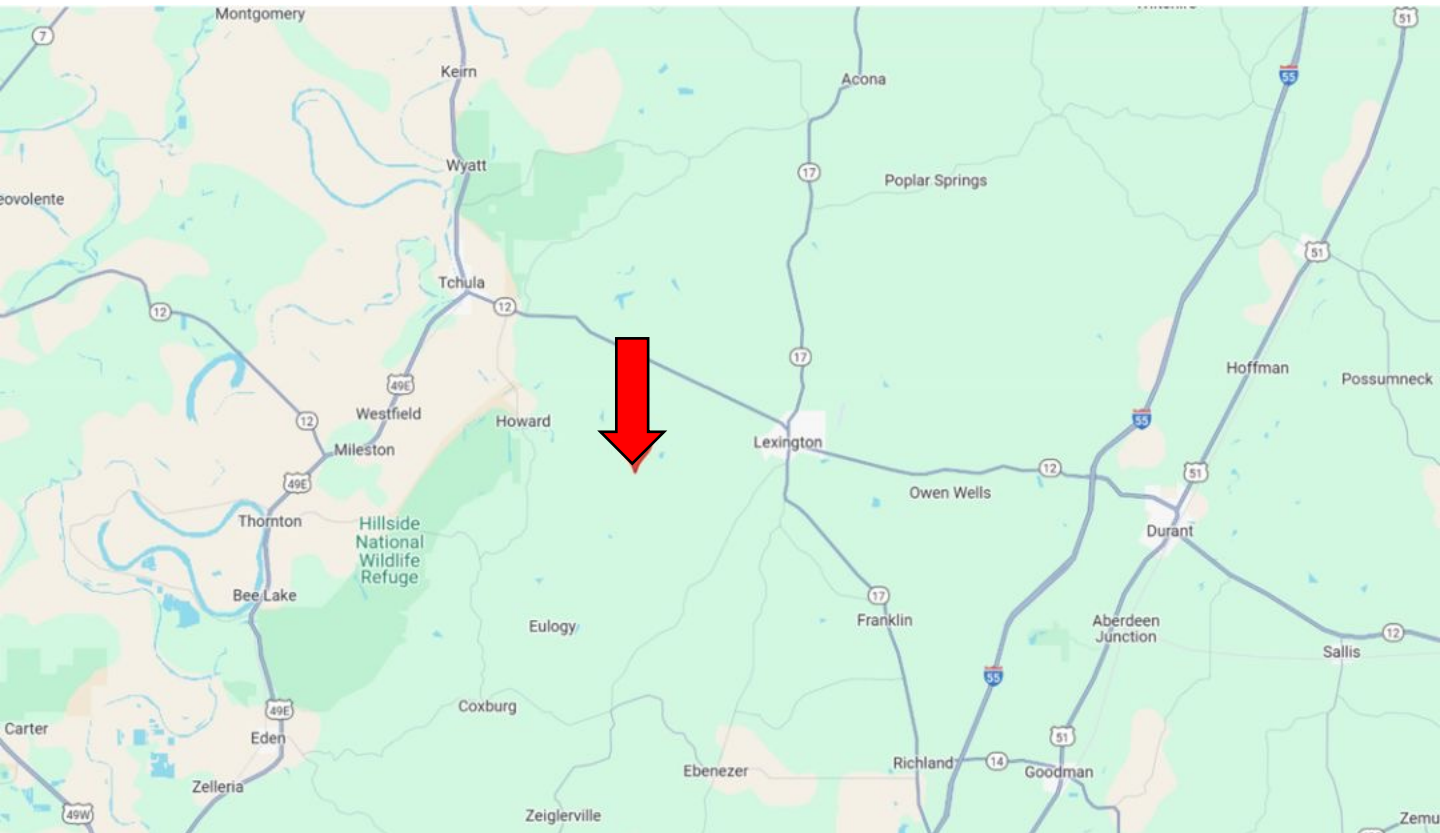 Montgomery
51
7
Keirn
55
Acona
Wyatt
17
Poplar Springs
eovolente
51
Tchula
12
12
17
Hoffman
49E
Possumneck
Westfield
12
Howard
55
Lexington
Mileston
12
51
49E
Owen Wells
Thornton
Hillside
National
Wildlife
Refuge
Durant
Bee Lake
17
Franklin
Eulogy
Aberdeen
Junction
12
Sallis
55
Coxburg
49E
Carter
Eden
51
Richland
14
Goodman
Ebenezer
Zelleria
49W
Zeiglerville
Zemu